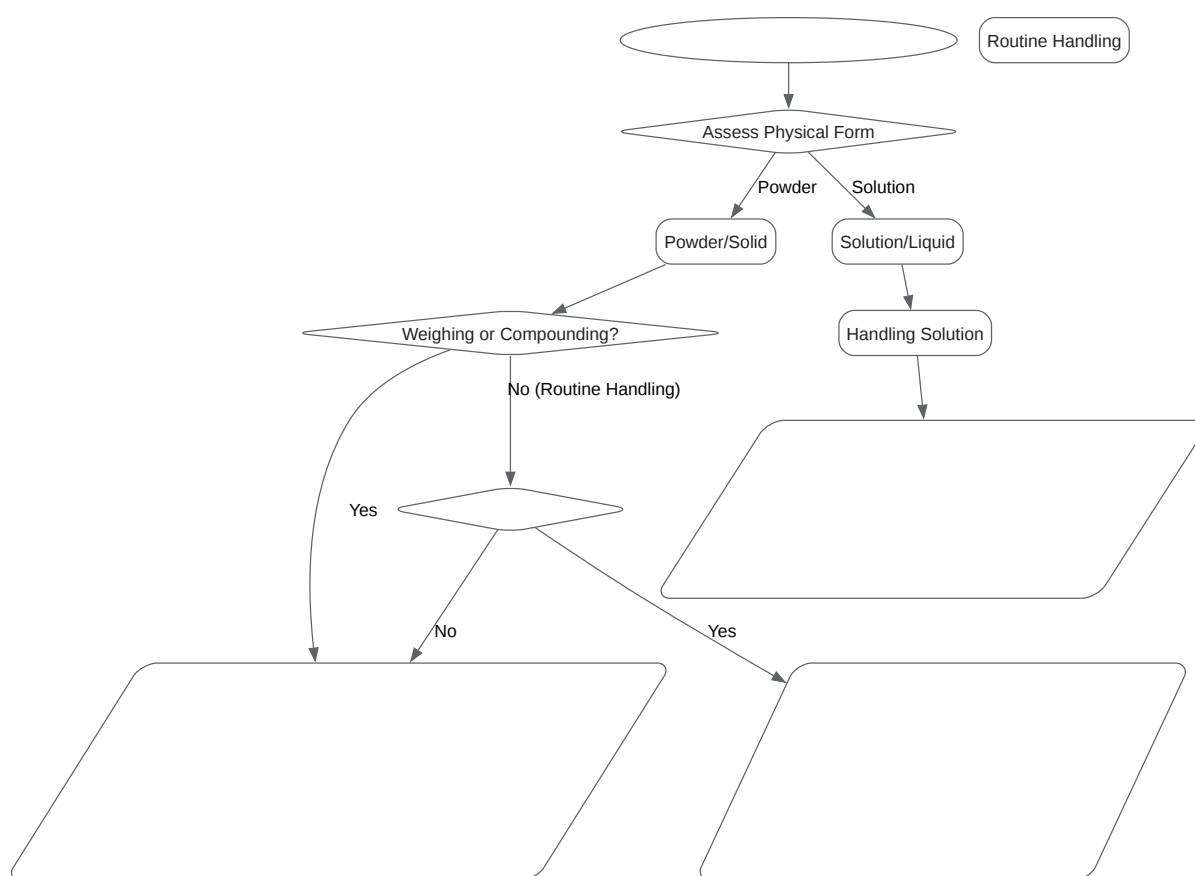 Routine Handling
Assess Physical Form
Powder
Solution
Powder/Solid
Solution/Liquid
Weighing or Compounding?
Handling Solution
No (Routine Handling)
Yes
No
Yes